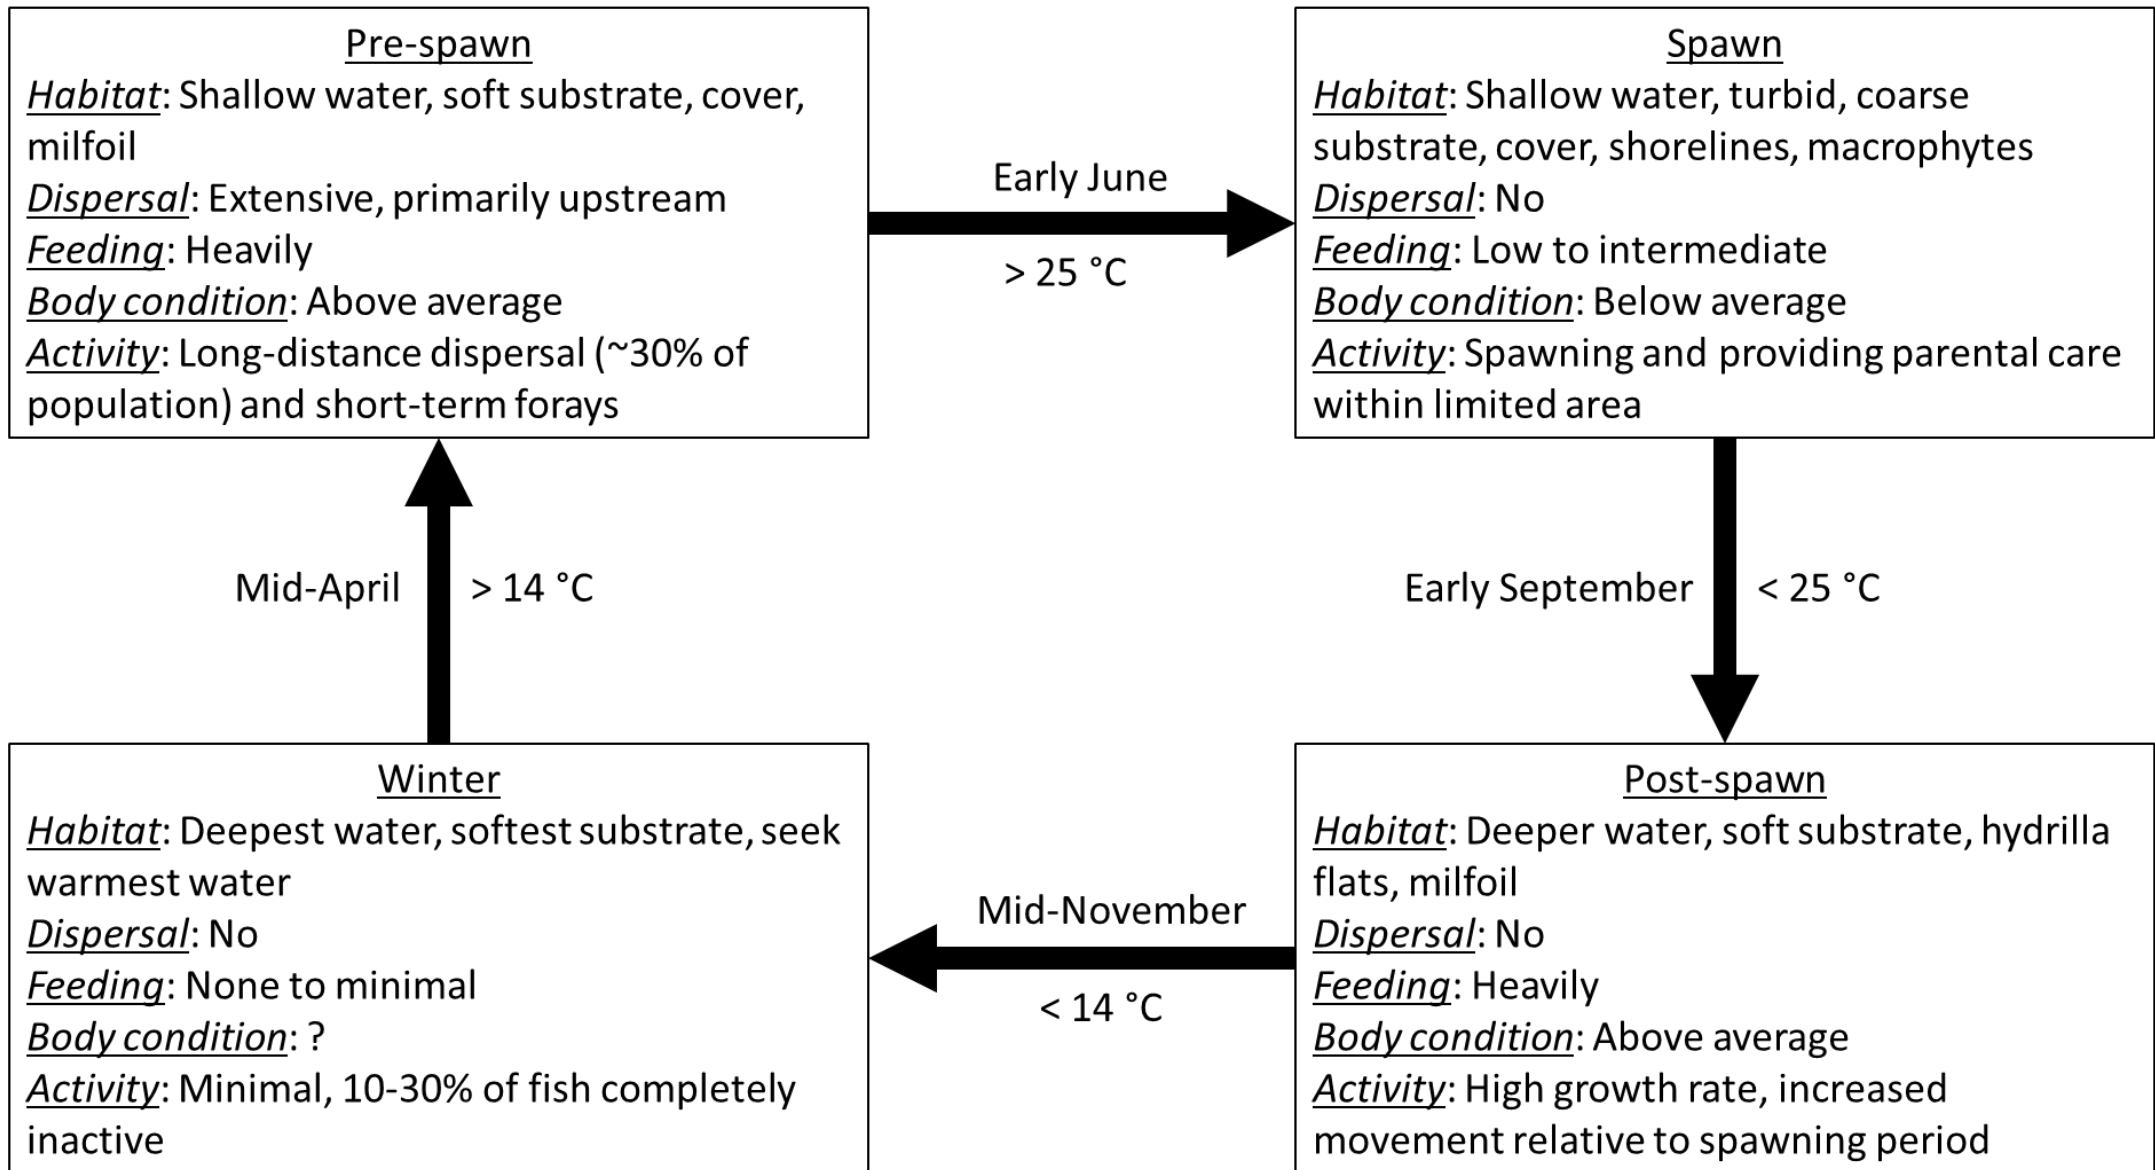 Pre-spawn
Habitat: Shallow water, soft substrate, cover,
milfoil
Dispersal: Extensive, primarily upstream
Feeding: Heavily
Body condition: Above average
Activity: Long-distance dispersal (~30% of
population) and short-term forays
Early June
> 25 °C
Spawn
Habitat: Shallow water, turbid, coarse
substrate, cover, shorelines, macrophytes
Dispersal: No
Feeding: Low to intermediate
Body condition: Below average
Activity: Spawning and providing parental care
within limited area
Mid-April
> 14 °C
Early September
< 25 °C
Winter
Habitat: Deepest water, softest substrate, seek
warmest water
Dispersal: No
Feeding: None to minimal
Body condition: ?
Activity: Minimal, 10-30% of fish completely
inactive
Mid-November
< 14 °C
Post-spawn
Habitat: Deeper water, soft substrate, hydrilla
flats, milfoil
Dispersal: No
Feeding: Heavily
Body condition: Above average
Activity: High growth rate, increased
movement relative to spawning period